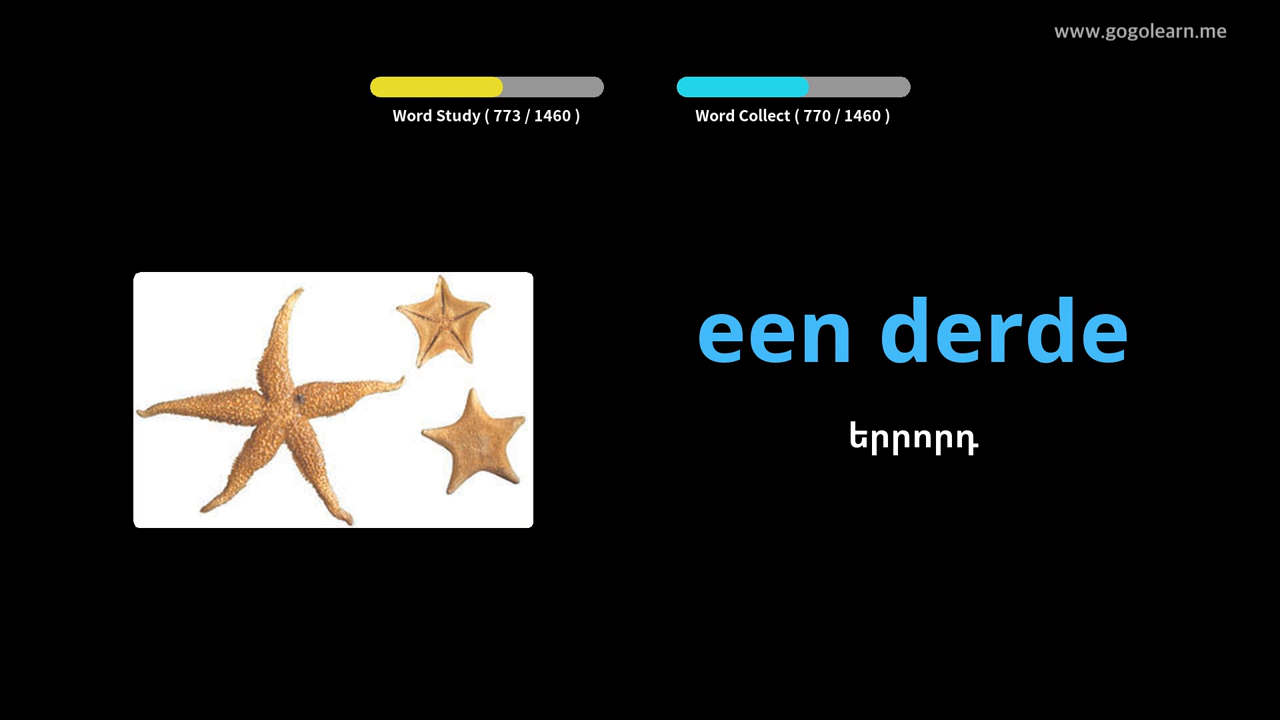 www.gogolearn.me
Word Study ( 773 / 1460 )
Word Collect ( 770 / 1460 )
een derde
երրորդ